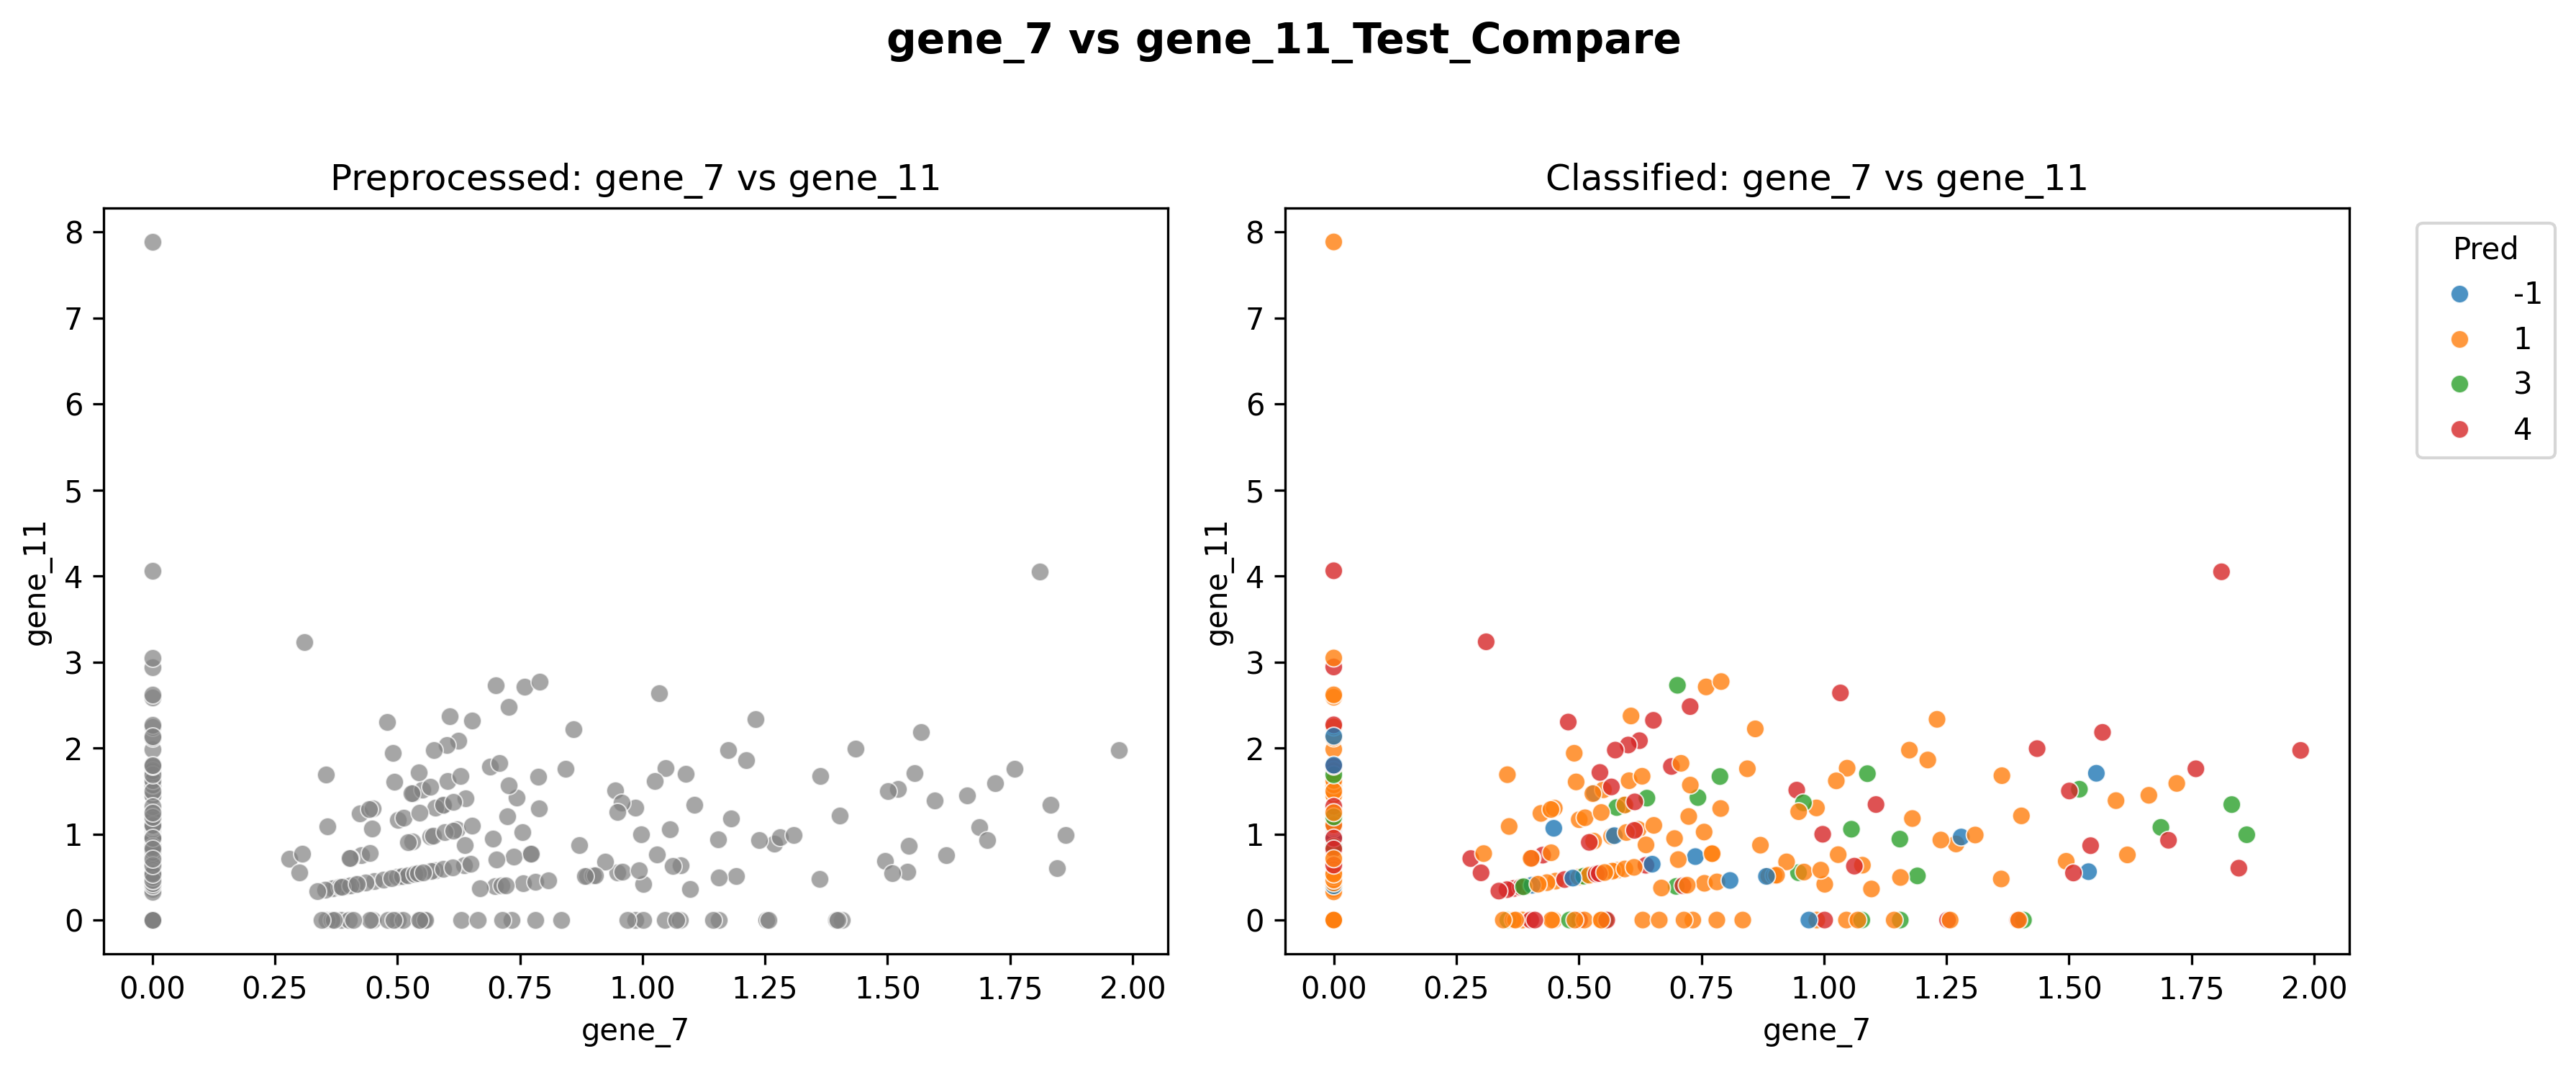 gene_7 vs gene_11_Test_Compare
Preprocessed: gene_7 vs gene_11
8
7
6
5
4
3
2
1
0
gene_11
0.00 0.25 0.50 0.75 1.00 1.25 1.50 1.75 2.00
gene_7
Classified: gene_7 vs gene_11
8
7
6
5
4
3
2
1
0
gene_11
0.00 0.25 0.50 0.75 1.00 1.25 1.50 1.75 2.00
gene_7
Pred
-1
1
3
4